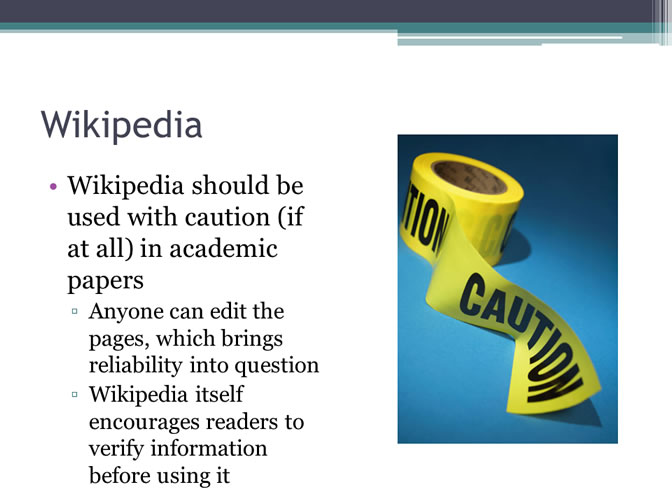 Wikipedia
• Wikipedia should be
used with caution (if
at all) in academic
papers
▫ Anyone can edit the
pages, which brings
reliability into question
▫ Wikipedia itself
encourages readers to
verify information
before using it
TION
CAUTION